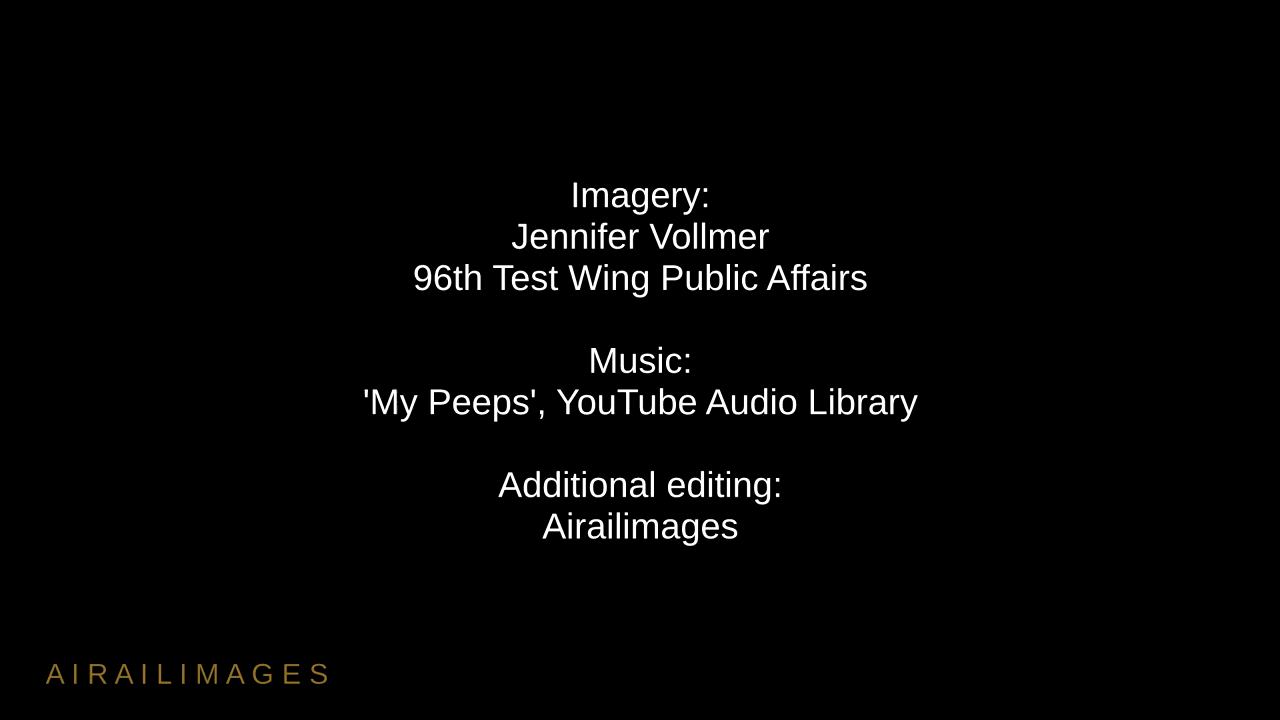 Imagery:
Jennifer Vollmer
96th Test Wing Public Affairs
Music:
'My Peeps', YouTube Audio Library
Additional editing:
Airailimages
AIRAILIMAGES